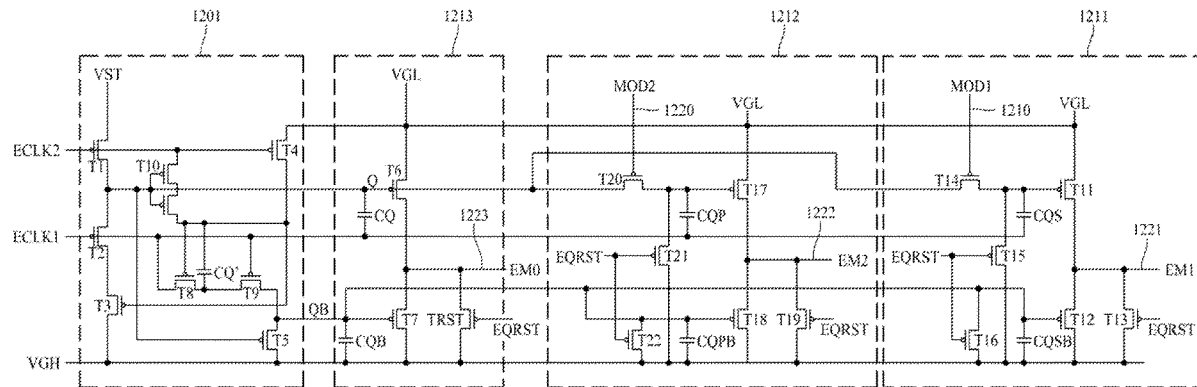 1201
1213
1212
1211
VST
VGL
MOD2
VGL
MOD1
VGL
1220
1210
ECLK2
T1
T10
T4
Q
T6
T20
T17
T14
T11
CQ
CQP
CQS
1223
1222
1221
ECLK1
T2
EQRST
T21
EQRST
T15
CQ'
EM0
EM2
EM1
T8
T9
T3
QB
T7
TRST
T18
T19
T12
T13
T5
CQB
EQRST
T22
CQPB
EQRST
T16
CQSB
EQRST
VGH